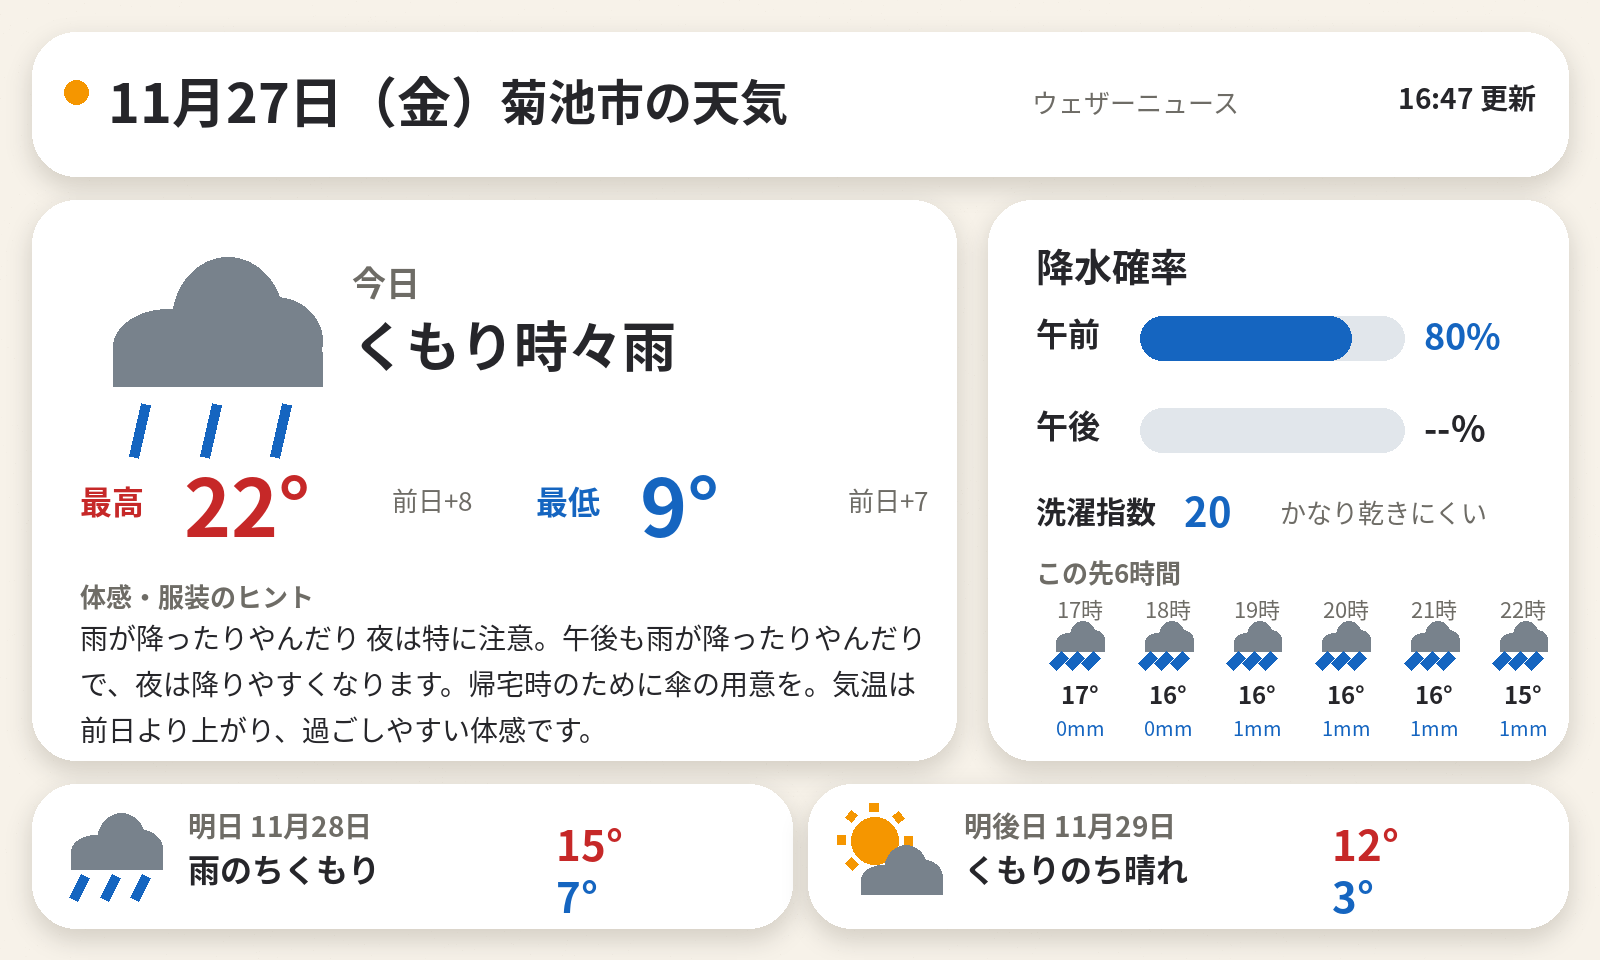 11月27日（金）菊池市の天気
ウェザーニュース
16:47 更新
今日
くもり時々雨
最高 22° 前日+8 最低 9° 前日+7
体感・服装のヒント
雨が降ったりやんだり 夜は特に注意。午後も雨が降ったりやんだり
で、夜は降りやすくなります。帰宅時のために傘の用意を。気温は
前日より上がり、過ごしやすい体感です。
降水確率
午前 80%
午後 --%
洗濯指数 20 かなり乾きにくい
この先6時間
17時 18時 19時 20時 21時 22時
17° 16° 16° 16° 16° 15°
0mm 0mm 1mm 1mm 1mm 1mm
明日 11月28日
雨のちくもり
15°
7°
明後日 11月29日
くもりのち晴れ
12°
3°